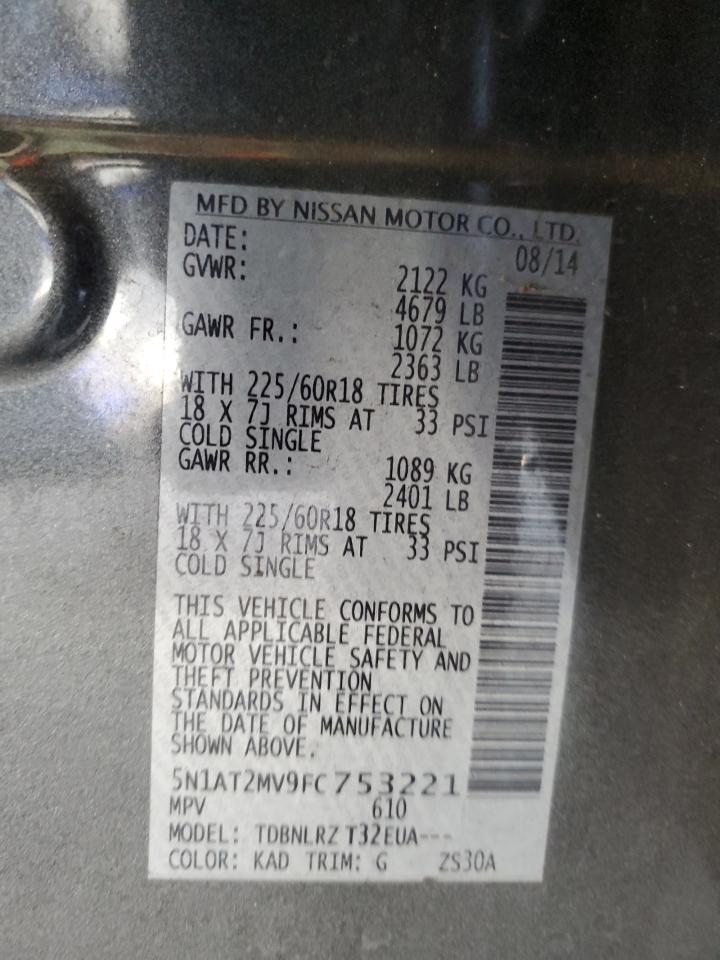 MFD BY NISSAN MOTOR CO., LTD.
DATE: 08/14
GVWR: 2122 KG
4679 LB
GAWR FR.: 1072 KG
2363 LB
WITH 225/60R18 TIRES
18 X 7J RIMS AT 33 PSI
COLD SINGLE
GAWR RR.: 1089 KG
2401 LB
WITH 225/60R18 TIRES
18 X 7J RIMS AT 33 PSI
COLD SINGLE
THIS VEHICLE CONFORMS TO
ALL APPLICABLE FEDERAL
MOTOR VEHICLE SAFETY AND
THEFT PREVENTION
STANDARDS IN EFFECT ON
THE DATE OF MANUFACTURE
SHOWN ABOVE.
5N1AT2MV9FC753221
MPV 610
MODEL: TDBNLRZ T32EUA---
COLOR: KAD TRIM: G ZS30A